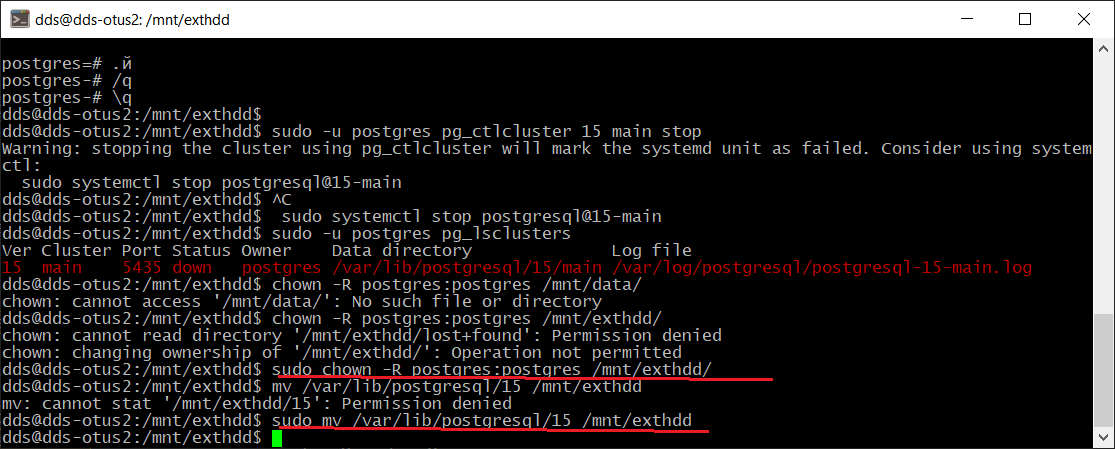 dds@dds-otus2: /mnt/exthdd
postgres=# .й
postgres-# /q
postgres-# \q
dds@dds-otus2:/mnt/exthdd$
dds@dds-otus2:/mnt/exthdd$ sudo -u postgres pg_ctlcluster 15 main stop
Warning: stopping the cluster using pg_ctlcluster will mark the systemd unit as failed. Consider using system
ctl:
  sudo systemctl stop postgresql@15-main
dds@dds-otus2:/mnt/exthdd$ ^C
dds@dds-otus2:/mnt/exthdd$  sudo systemctl stop postgresql@15-main
dds@dds-otus2:/mnt/exthdd$ sudo -u postgres pg_lsclusters
Ver Cluster Port Status Owner    Data directory              Log file
15  main    5435 down   postgres /var/lib/postgresql/15/main /var/log/postgresql/postgresql-15-main.log
dds@dds-otus2:/mnt/exthdd$ chown -R postgres:postgres /mnt/data/
chown: cannot access '/mnt/data/': No such file or directory
dds@dds-otus2:/mnt/exthdd$ chown -R postgres:postgres /mnt/exthdd/
chown: cannot read directory '/mnt/exthdd/lost+found': Permission denied
chown: changing ownership of '/mnt/exthdd/': Operation not permitted
dds@dds-otus2:/mnt/exthdd$ sudo chown -R postgres:postgres /mnt/exthdd/
dds@dds-otus2:/mnt/exthdd$ mv /var/lib/postgresql/15 /mnt/exthdd
mv: cannot stat '/mnt/exthdd/15': Permission denied
dds@dds-otus2:/mnt/exthdd$ sudo mv /var/lib/postgresql/15 /mnt/exthdd
dds@dds-otus2:/mnt/exthdd$